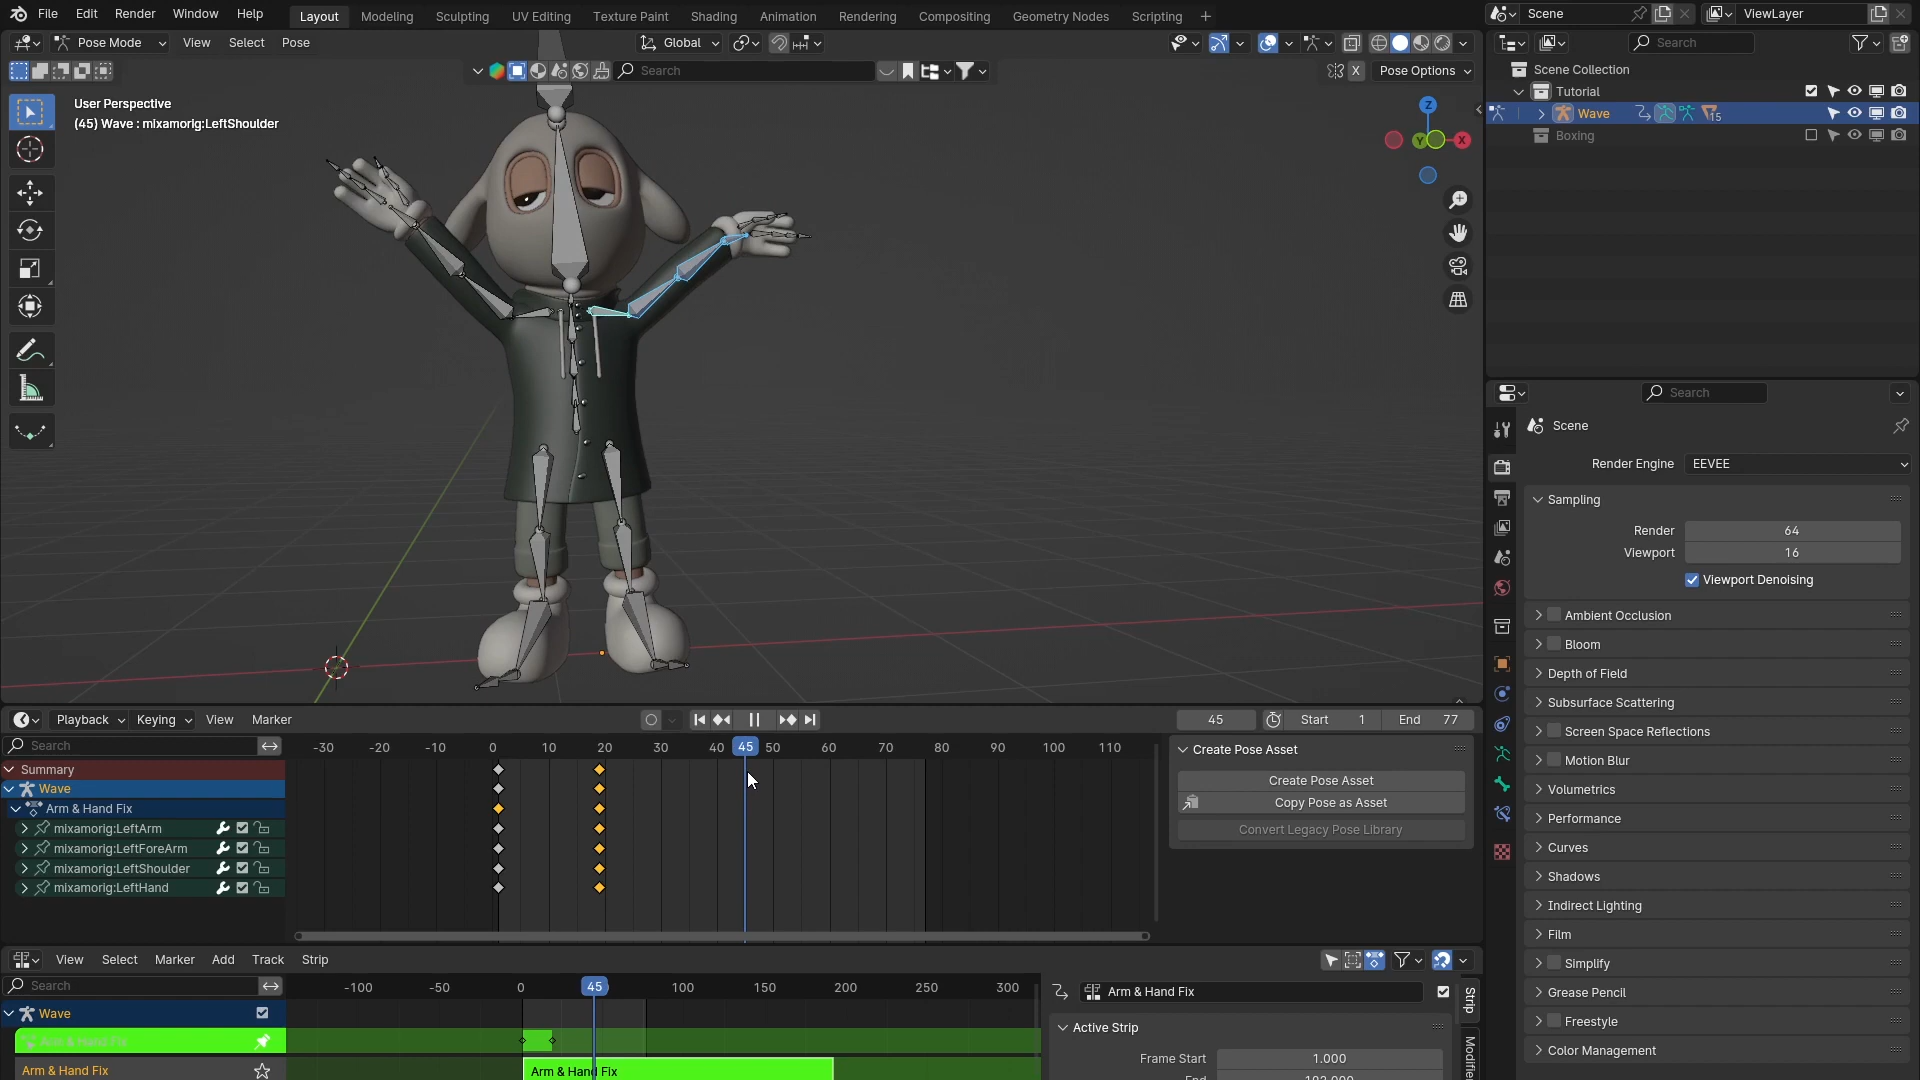 File Edit Render Window Help Layout Modeling Sculpting UV Editing Texture Paint Shading Animation Rendering Compositing Geometry Nodes Scripting Scene ViewLayer
Pose Mode View Select Pose Global Search
Search X Pose Options
User Perspective
(45) Wave : mixamorig:LeftShoulder
Z
Y X
Scene Collection
Tutorial
Wave 15
Boxing
Search
Scene
Render Engine EEVEE
Sampling
Render 64
Viewport 16
Viewport Denoising
Ambient Occlusion
Bloom
Depth of Field
Subsurface Scattering
Screen Space Reflections
Motion Blur
Volumetrics
Performance
Curves
Shadows
Indirect Lighting
Film
Simplify
Grease Pencil
Freestyle
Color Management
Playback Keying View Marker 45 Start 1 End 77
Search -30 -20 -10 0 10 20 30 40 45 50 60 70 80 90 100 110
Summary
Wave
Arm & Hand Fix
mixamorig:LeftArm
mixamorig:LeftForeArm
mixamorig:LeftShoulder
mixamorig:LeftHand
Create Pose Asset
Create Pose Asset
Copy Pose as Asset
Convert Legacy Pose Library
View Select Marker Add Track Strip
Search -100 -50 0 45 100 150 200 250 300
Wave
Arm & Hand Fix
Arm & Hand Fix
Arm & Hand Fix
Arm & Hand Fix
Active Strip
Frame Start 1.000
Strip